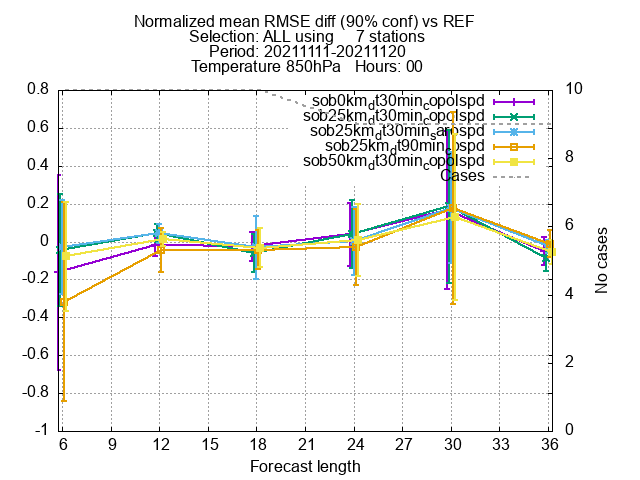 Normalized mean RMSE diff (90% conf) vs REF
Selection: ALL using 7 stations
Period: 20211111-20211120
Temperature 850hPa Hours: 00
sob0km_dt30min_copolspd
sob25km_dt30min_copolspd
sob25km_dt30min_s
sob25km_dt90min_
sob50km_dt30min_copolspd
Cases
0.8
0.6
0.4
0.2
0
-0.2
-0.4
-0.6
-0.8
-1
10
8
6
4
2
0
No cases
6 9 12 15 18 21 24 27 30 33 36
Forecast length